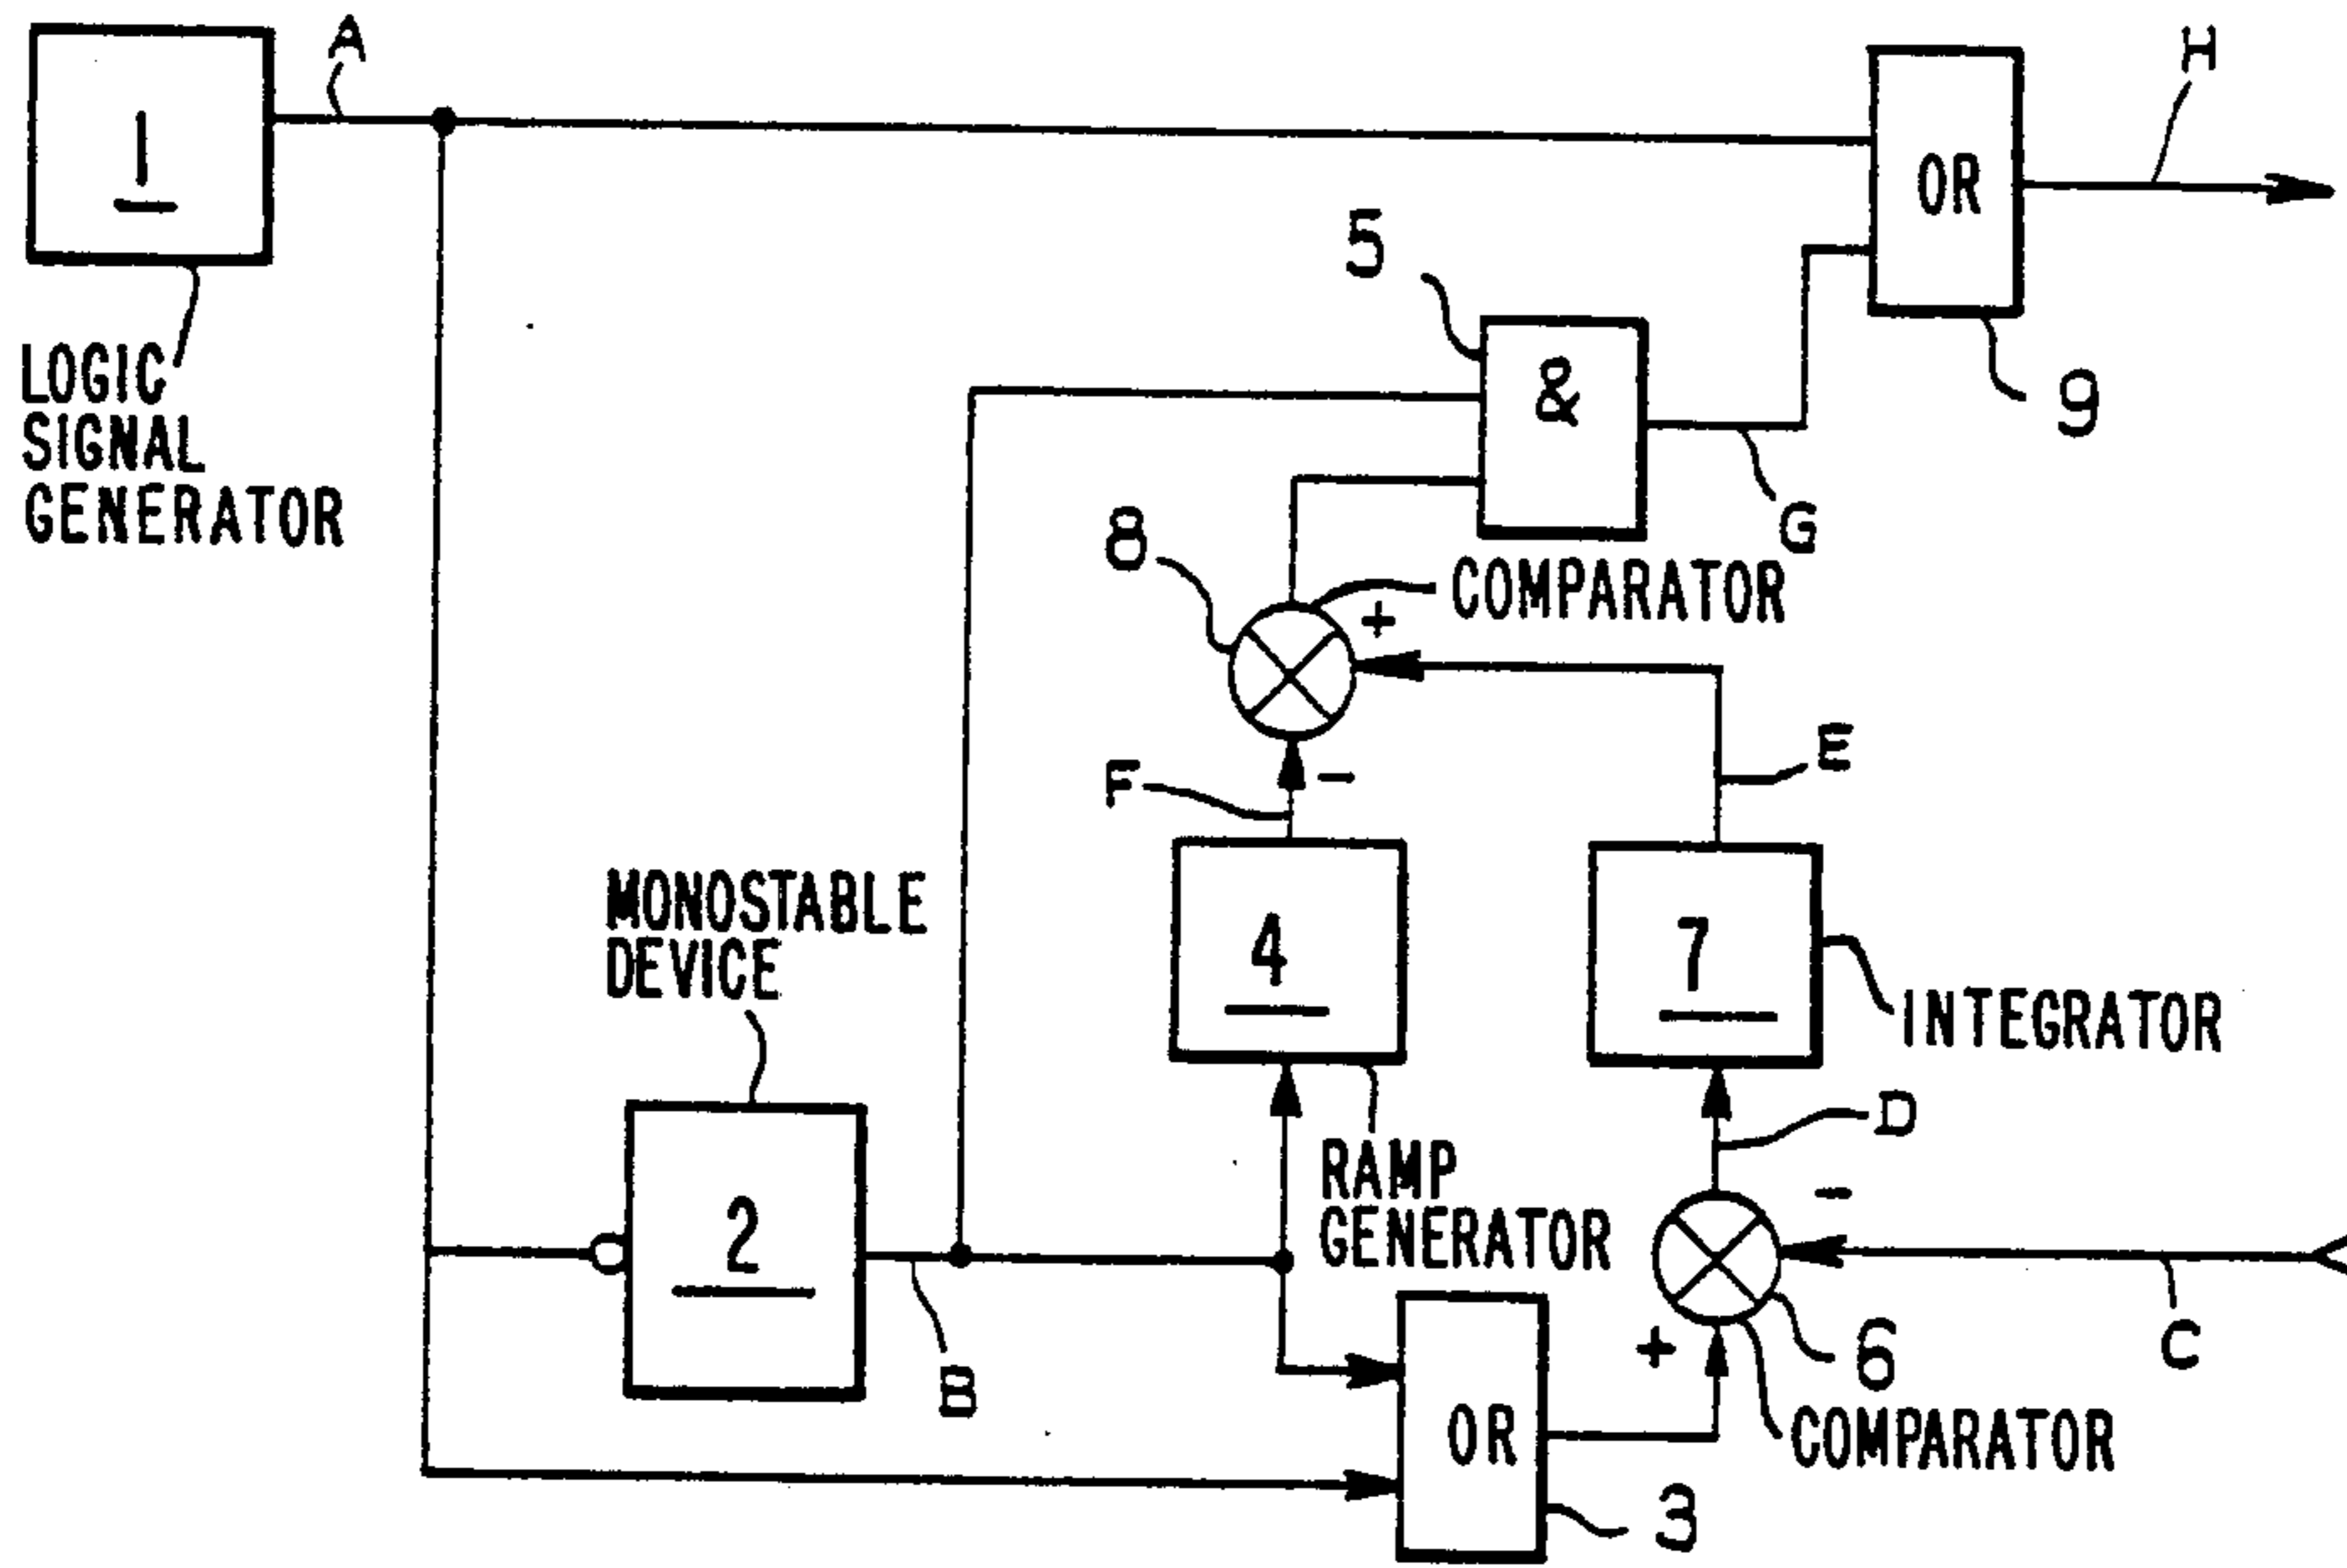 A
H
1
OR
5
LOGIC
SIGNAL
GENERATOR
&
9
8
G
COMPARATOR
+
E
F
-
MONOSTABLE
DEVICE
4
7
INTEGRATOR
D
RAMP
GENERATOR
-
2
B
OR
+
6
C
COMPARATOR
3